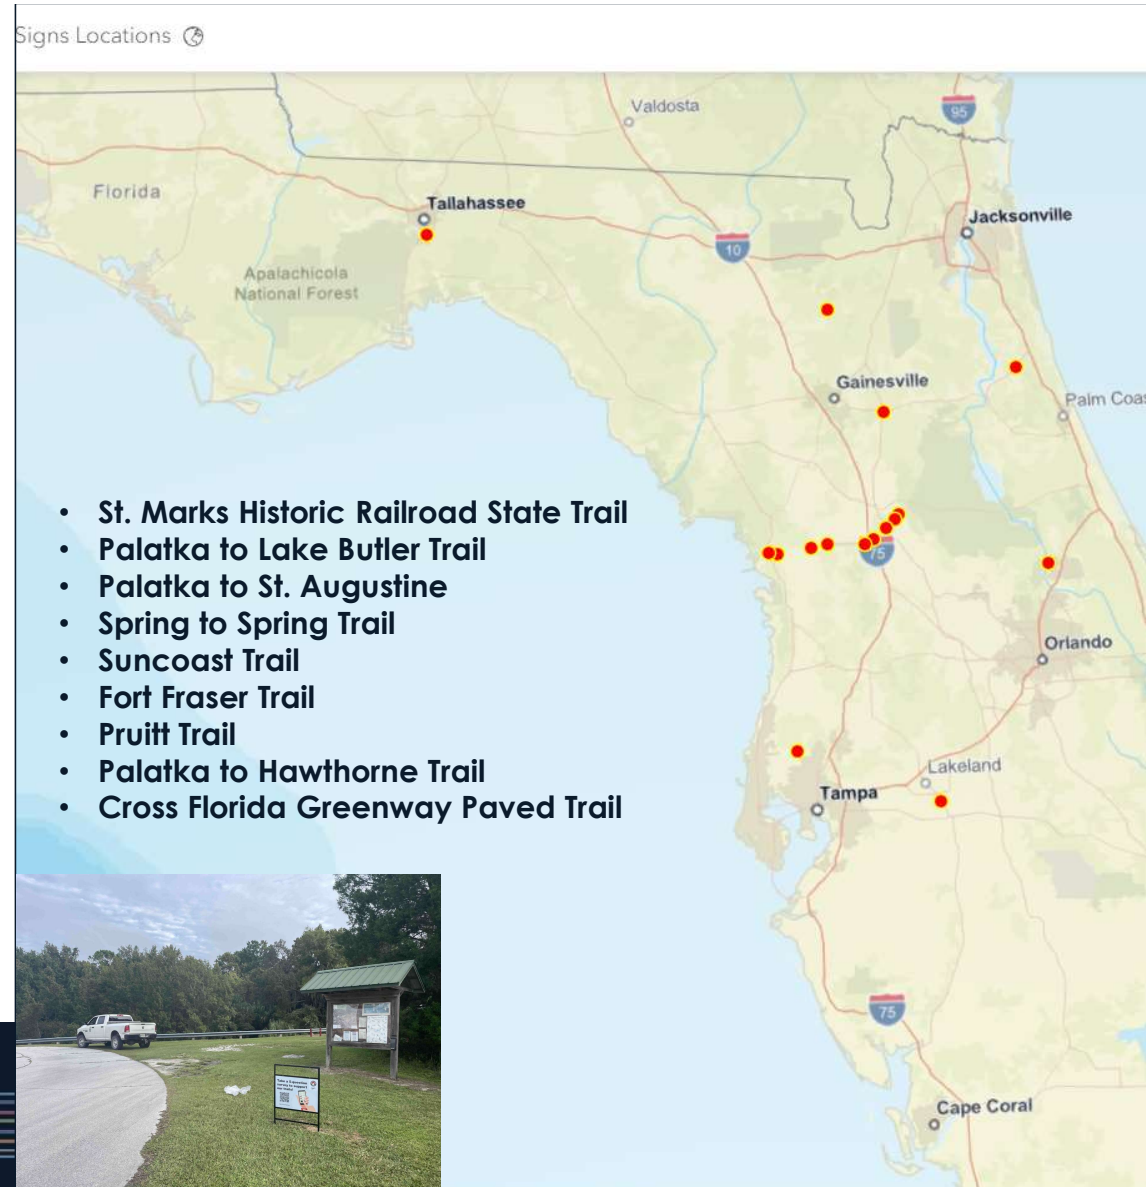 Signs Locations
Valdosta
95
Florida
Tallahassee
Jacksonville
10
Apalachicola
National Forest
Gainesville
Palm Coas
• St. Marks Historic Railroad State Trail
• Palatka to Lake Butler Trail
• Palatka to St. Augustine
• Spring to Spring Trail
• Suncoast Trail
• Fort Fraser Trail
• Pruitt Trail
• Palatka to Hawthorne Trail
• Cross Florida Greenway Paved Trail
75
Orlando
Lakeland
Tampa
75
Cape Coral